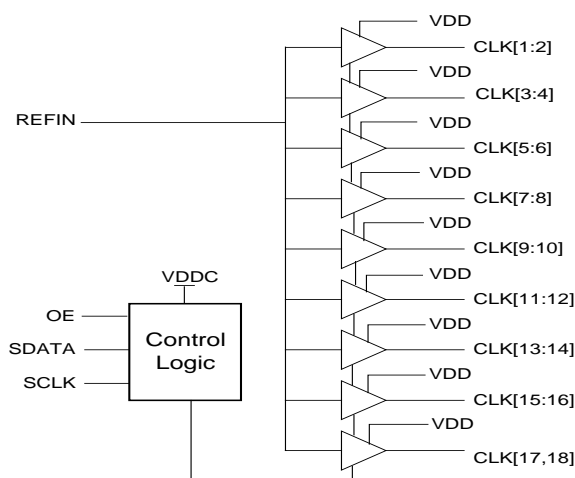 VDD
CLK[1:2]
VDD
CLK[3:4]
REFIN
VDD
CLK[5:6]
VDD
CLK[7:8]
VDD
CLK[9:10]
VDDC
VDD
CLK[11:12]
OE
VDD
SDATA
Control
Logic
CLK[13:14]
SCLK
VDD
CLK[15:16]
VDD
CLK[17,18]